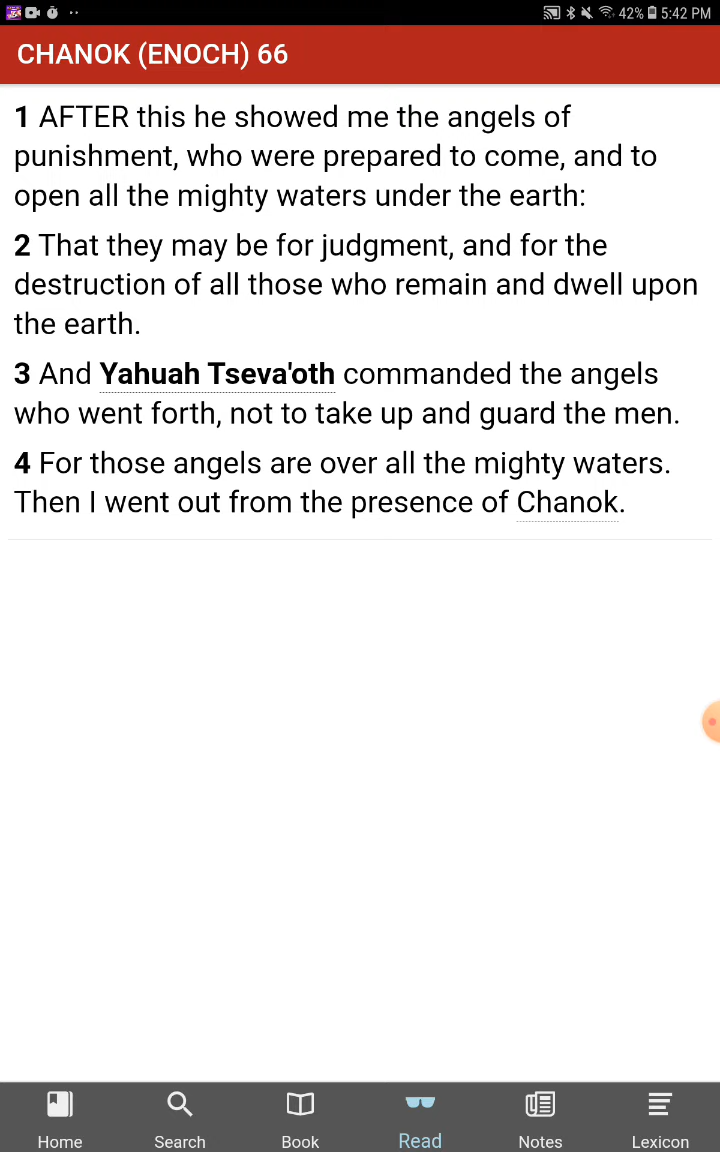 42% 5:42 PM
CHANOK (ENOCH) 66
1 AFTER this he showed me the angels of
punishment, who were prepared to come, and to
open all the mighty waters under the earth:
2 That they may be for judgment, and for the
destruction of all those who remain and dwell upon
the earth.
3 And Yahuah Tseva'oth commanded the angels
who went forth, not to take up and guard the men.
4 For those angels are over all the mighty waters.
Then I went out from the presence of Chanok.
Home Search Book Read Notes Lexicon